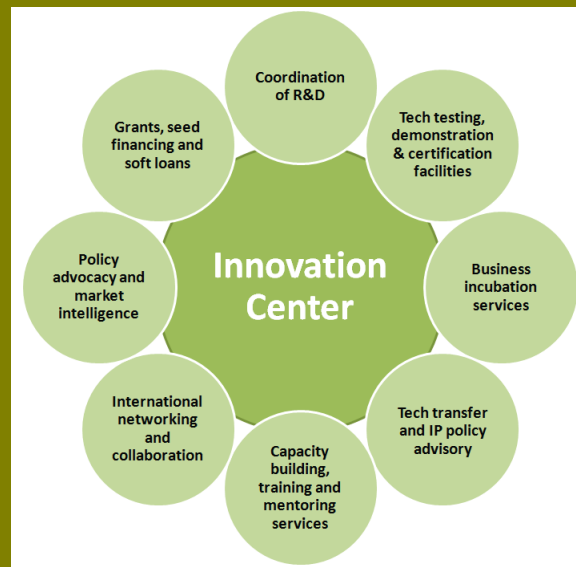 Coordination
of R&D
Tech testing,
demonstration
& certification
facilities
Business
incubation
services
Tech transfer
and IP policy
advisory
Capacity
building,
training and
mentoring
services
International
networking
and
collaboration
Policy
advocacy and
market
intelligence
Grants, seed
financing and
soft loans
Innovation
Center